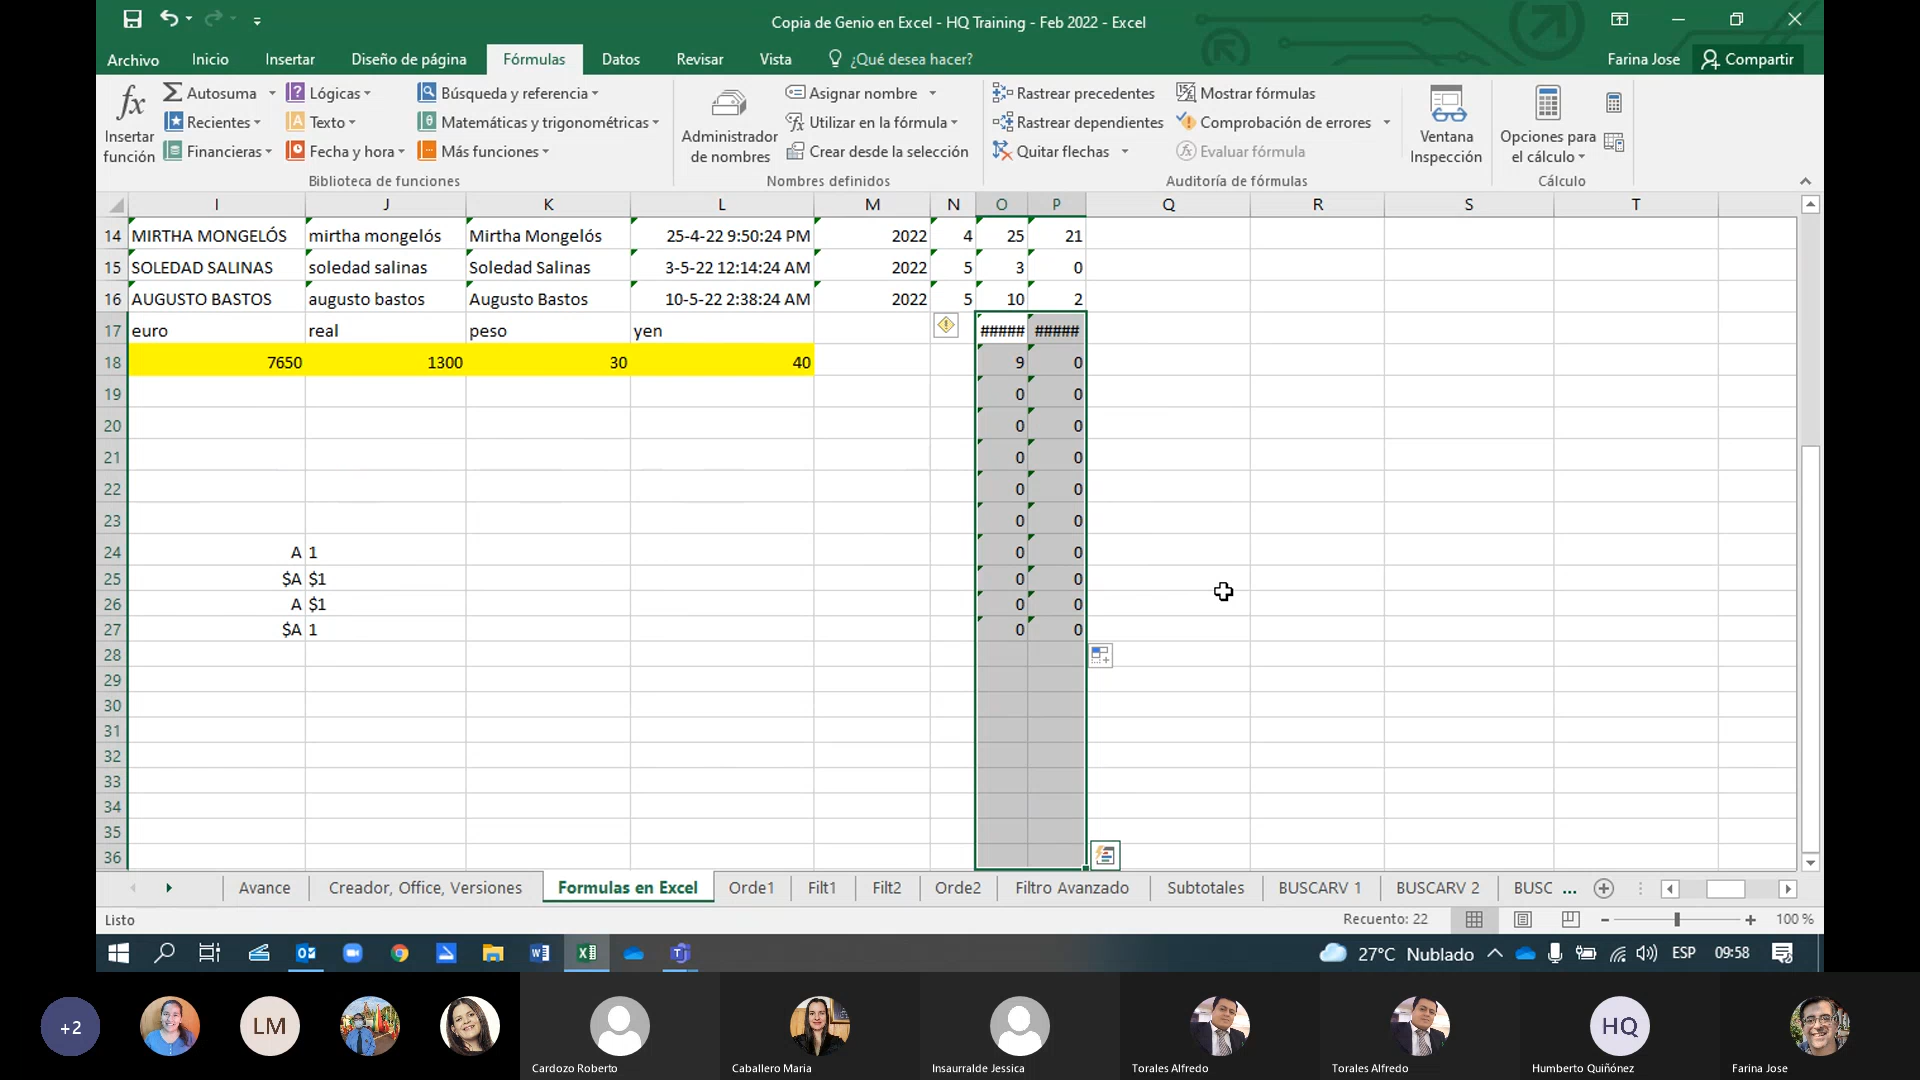 Copia de Genio en Excel - HQ Training - Feb 2022 - Excel
Archivo Inicio Insertar Diseño de página Fórmulas Datos Revisar Vista ¿Qué desea hacer? Farina Jose Compartir
fx Insertar función
Autosuma
Recientes
Financieras
Lógicas
Texto
Fecha y hora
Búsqueda y referencia
Matemáticas y trigonométricas
Más funciones
Biblioteca de funciones
Administrador de nombres
Asignar nombre
Utilizar en la fórmula
Crear desde la selección
Nombres definidos
Rastrear precedentes
Rastrear dependientes
Quitar flechas
Mostrar fórmulas
Comprobación de errores
Evaluar fórmula
Auditoría de fórmulas
Ventana Inspección
Opciones para el cálculo
Cálculo
I J K L M N O P Q R S T
14 MIRTHA MONGELÓS mirtha mongelós Mirtha Mongelós 25-4-22 9:50:24 PM 2022 4 25 21
15 SOLEDAD SALINAS soledad salinas Soledad Salinas 3-5-22 12:14:24 AM 2022 5 3 0
16 AUGUSTO BASTOS augusto bastos Augusto Bastos 10-5-22 2:38:24 AM 2022 5 10 2
17 euro real peso yen ##### #####
18 7650 1300 30 40 9 0
19 0 0
20 0 0
21 0 0
22 0 0
23 0 0
24 A 1 0 0
25 $A $1 0 0
26 A $1 0 0
27 $A 1 0 0
28
29
30
31
32
33
34
35
36
Avance Creador, Office, Versiones Formulas en Excel Orde1 Filt1 Filt2 Orde2 Filtro Avanzado Subtotales BUSCARV 1 BUSCARV 2 BUSC ...
Listo Recuento: 22 100 %
27°C Nublado ESP 09:58
+2 LM HQ
Cardozo Roberto Caballero Maria Insaurralde Jessica Torales Alfredo Torales Alfredo Humberto Quiñónez Farina Jose